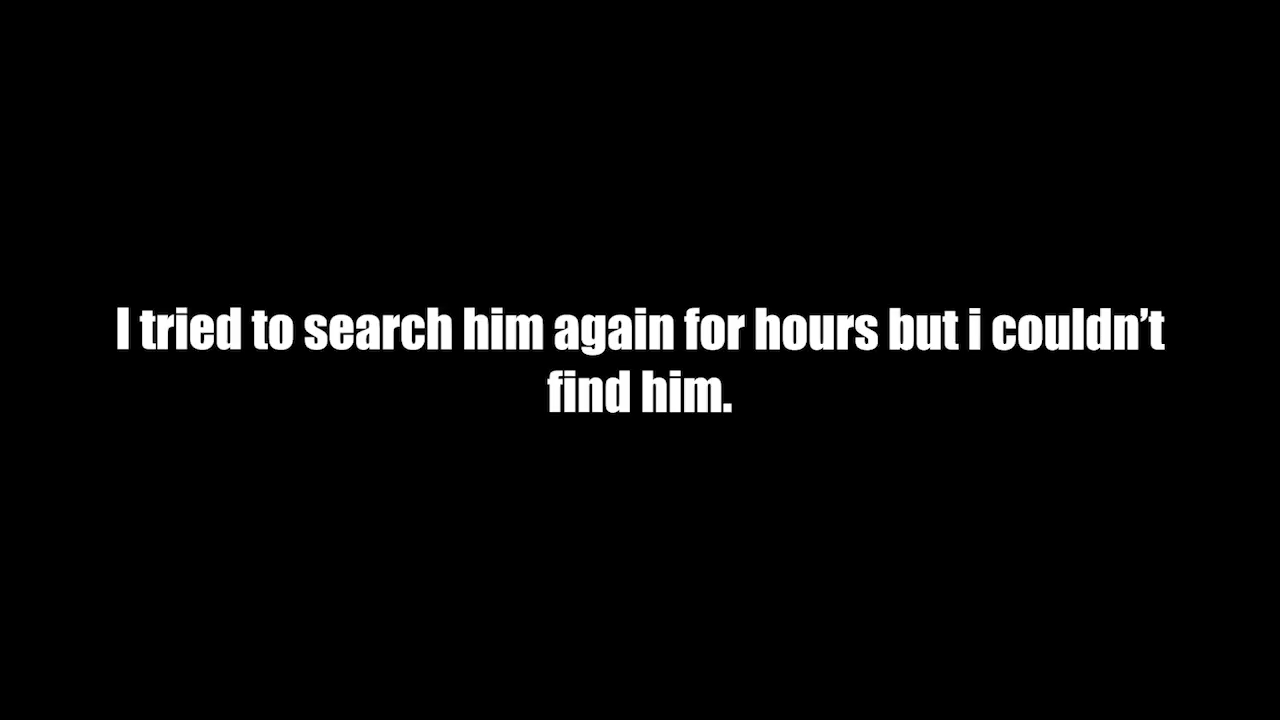 I tried to search him again for hours but i couldn’t
find him.